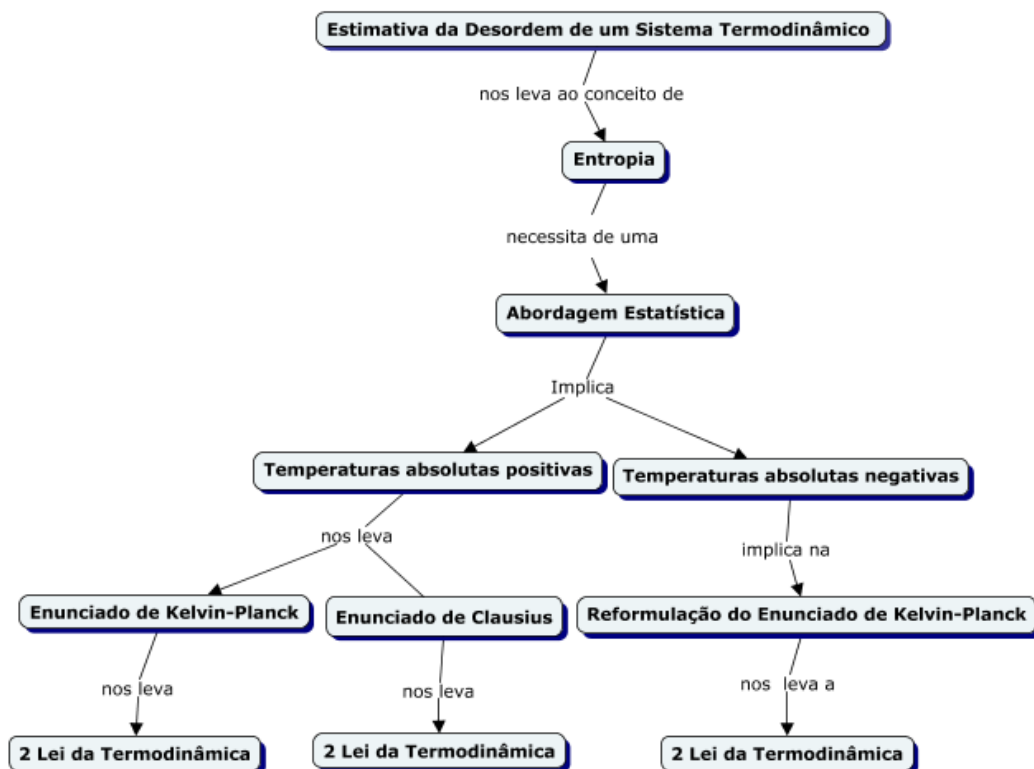 Estimativa da Desordem de um Sistema Termodinâmico
nos leva ao conceito de
Entropia
necessita de uma
Abordagem Estatística
Implica
Temperaturas absolutas positivas
Temperaturas absolutas negativas
nos leva
implica na
Enunciado de Kelvin-Planck
Enunciado de Clausius
Reformulação do Enunciado de Kelvin-Planck
nos leva
nos leva
nos leva a
2 Lei da Termodinâmica
2 Lei da Termodinâmica
2 Lei da Termodinâmica